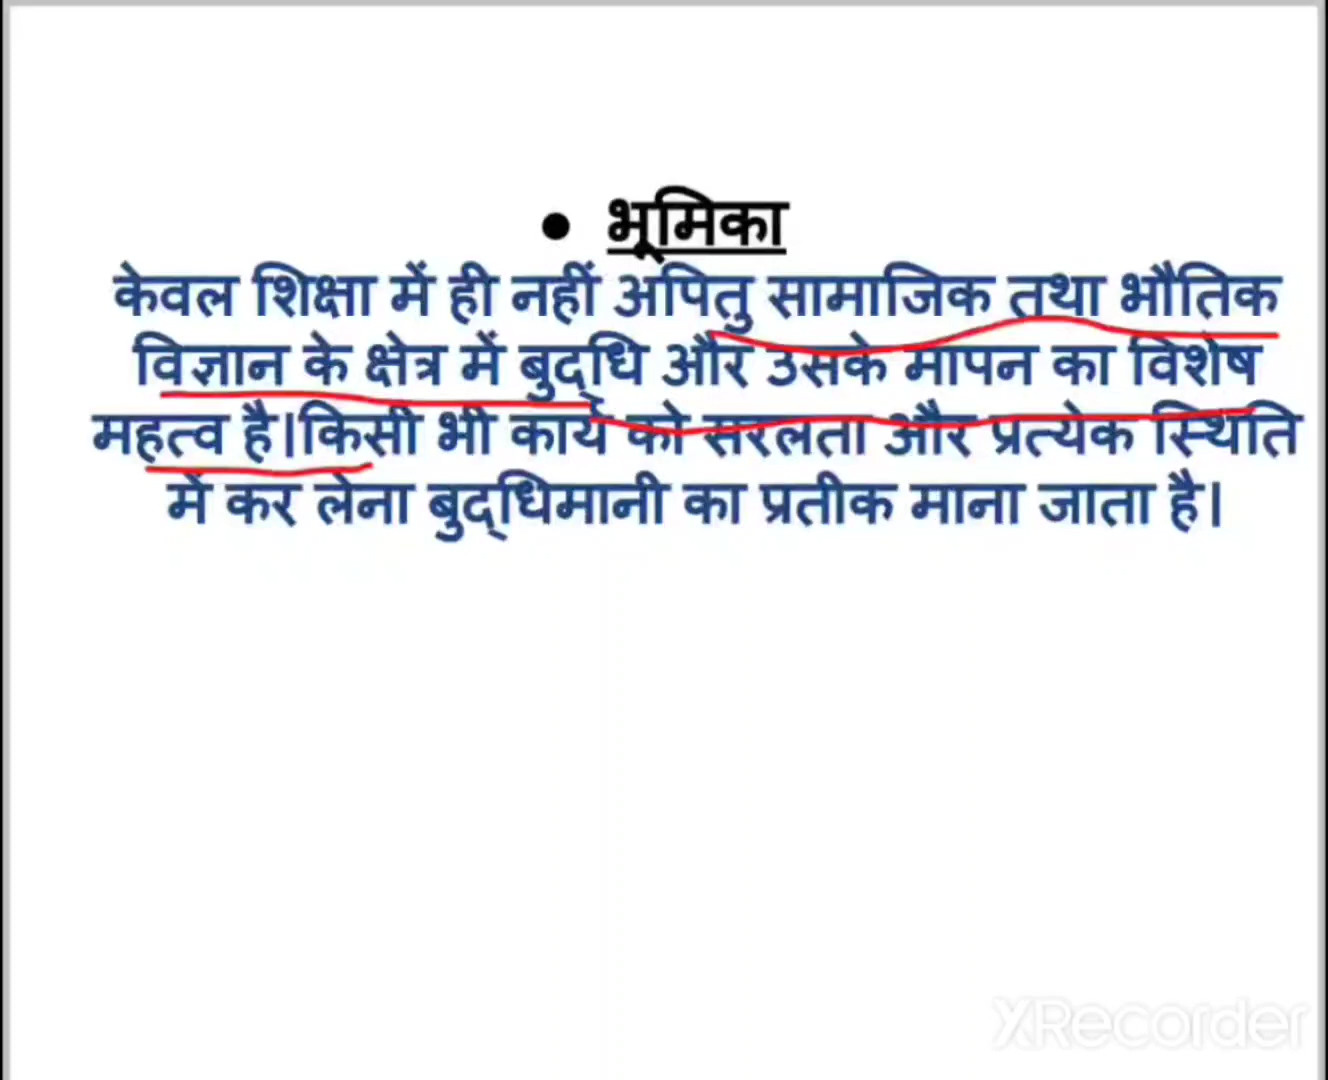 • भूमिका
केवल शिक्षा में ही नहीं अपितु सामाजिक तथा भौतिक
विज्ञान के क्षेत्र में बुद्धि और उसके मापन का विशेष
महत्व है।किसी भी कार्य को सरलता और प्रत्येक स्थिति
में कर लेना बुद्धिमानी का प्रतीक माना जाता है।
XRecorder